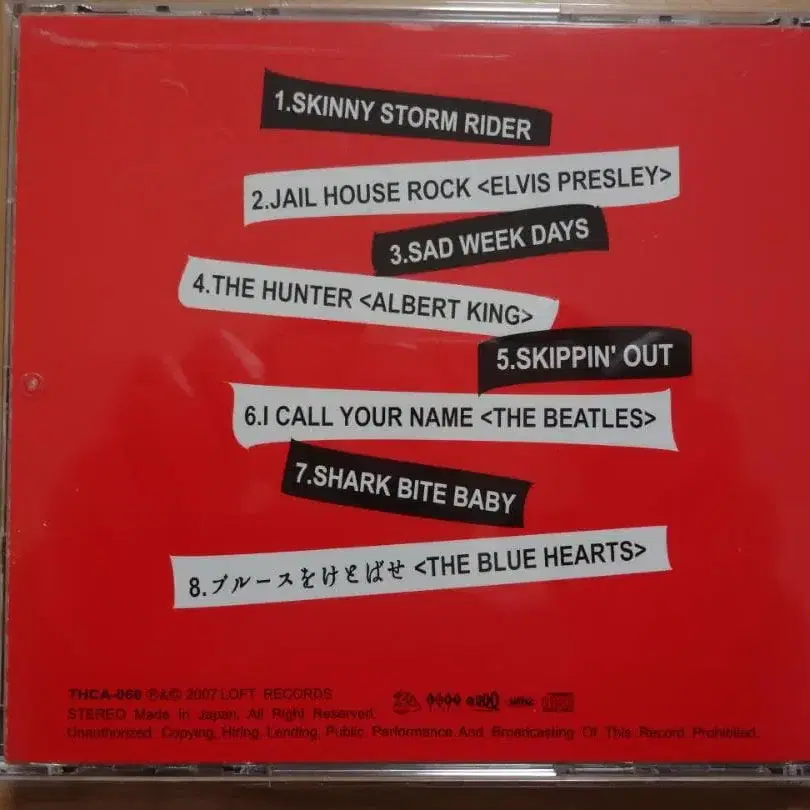 1.SKINNY STORM RIDER
2.JAIL HOUSE ROCK <ELVIS PRESLEY>
3.SAD WEEK DAYS
4.THE HUNTER <ALBERT KING>
5.SKIPPIN' OUT
6.I CALL YOUR NAME <THE BEATLES>
7.SHARK BITE BABY
8.ブルースをけとばせ <THE BLUE HEARTS>
THCA-060 ℗&© 2007 LOFT RECORDS
STEREO Made In Japan. All Right Reserved.
Unauthorized Copying, Hiring Lending, Public Performance And Broadcasting Of This Record Prohibited.